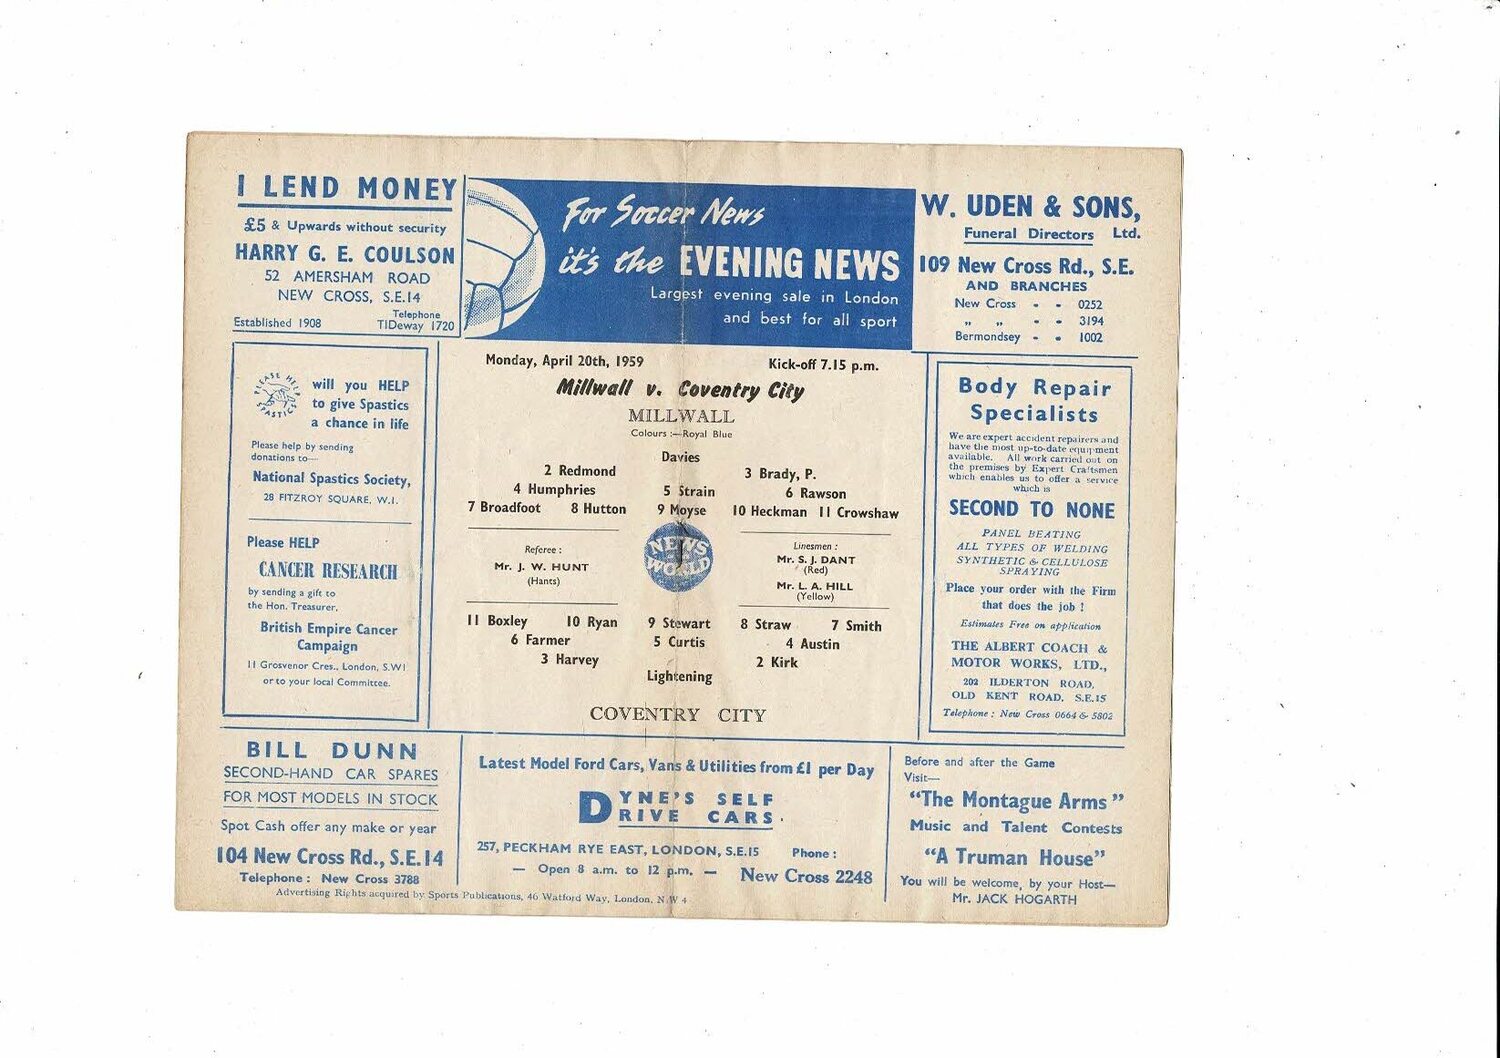 I LEND MONEY
£5 & Upwards without security
HARRY G. E. COULSON
52 AMERSHAM ROAD
NEW CROSS, S.E.14
Telephone
Established 1908 TIDeway 1720
For Soccer News
it's the EVENING NEWS
Largest evening sale in London
and best for all sport
W. UDEN & SONS,
Funeral Directors Ltd.
109 New Cross Rd., S.E.
AND BRANCHES
New Cross - - 0252
" " - - 3194
Bermondsey - - 1002
PLEASE HELP SPASTICS
will you HELP
to give Spastics
a chance in life
Please help by sending
donations to—
National Spastics Society,
28 FITZROY SQUARE, W.1.
Please HELP
CANCER RESEARCH
by sending a gift to
the Hon. Treasurer,
British Empire Cancer
Campaign
11 Grosvenor Cres., London, S.W1
or to your local Committee.
Monday, April 20th, 1959 Kick-off 7.15 p.m.
Millwall v. Coventry City
MILLWALL
Colours :—Royal Blue
Davies
2 Redmond 3 Brady, P.
4 Humphries 5 Strain 6 Rawson
7 Broadfoot 8 Hutton 9 Moyse 10 Heckman 11 Crowshaw
Referee :
Mr. J. W. HUNT
(Hants)
NEWS
WORLD
Linesmen :
Mr. S. J. DANT
(Red)
Mr. L. A. HILL
(Yellow)
11 Boxley 10 Ryan 9 Stewart 8 Straw 7 Smith
6 Farmer 5 Curtis 4 Austin
3 Harvey 2 Kirk
Lightening
COVENTRY CITY
Body Repair
Specialists
We are expert accident repairers and
have the most up-to-date equipment
available. All work carried out on
the premises by Expert Craftsmen
which enables us to offer a service
which is
SECOND TO NONE
PANEL BEATING
ALL TYPES OF WELDING
SYNTHETIC & CELLULOSE
SPRAYING
Place your order with the Firm
that does the job !
Estimates Free on application
THE ALBERT COACH &
MOTOR WORKS, LTD.,
202 ILDERTON ROAD,
OLD KENT ROAD, S.E.15
Telephone : New Cross 0664 & 5802
BILL DUNN
SECOND-HAND CAR SPARES
FOR MOST MODELS IN STOCK
Spot Cash offer any make or year
104 New Cross Rd., S.E.14
Telephone : New Cross 3788
Latest Model Ford Cars, Vans & Utilities from £1 per Day
DYNE'S SELF
DRIVE CARS.
257, PECKHAM RYE EAST, LONDON, S.E.15 Phone :
— Open 8 a.m. to 12 p.m. — New Cross 2248
Before and after the Game
Visit—
"The Montague Arms"
Music and Talent Contests
"A Truman House"
You will be welcome, by your Host—
Mr. JACK HOGARTH
Advertising Rights acquired by Sports Publications, 46 Watford Way, London, N.W 4